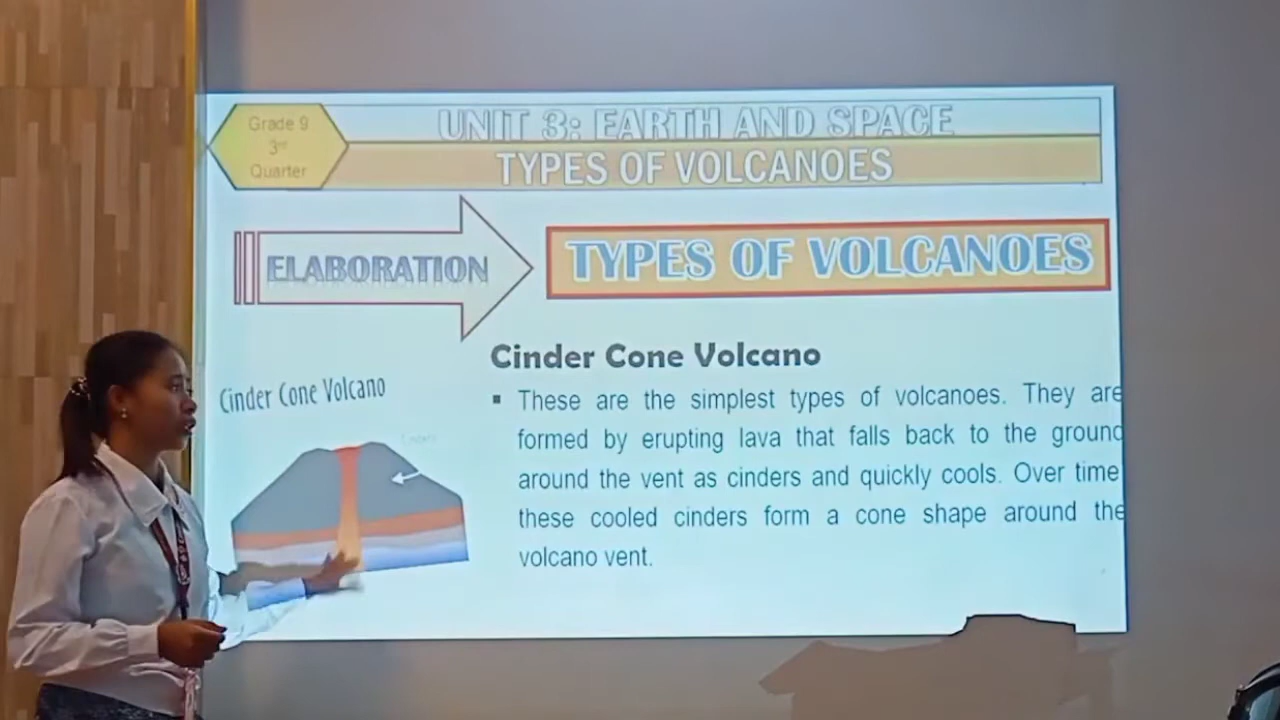 Grade 9
3rd
Quarter
UNIT 3: EARTH AND SPACE
TYPES OF VOLCANOES
ELABORATION
TYPES OF VOLCANOES
Cinder Cone Volcano
Cinder Cone Volcano
▪ These are the simplest types of volcanoes. They are
formed by erupting lava that falls back to the ground
around the vent as cinders and quickly cools. Over time
these cooled cinders form a cone shape around the
volcano vent.